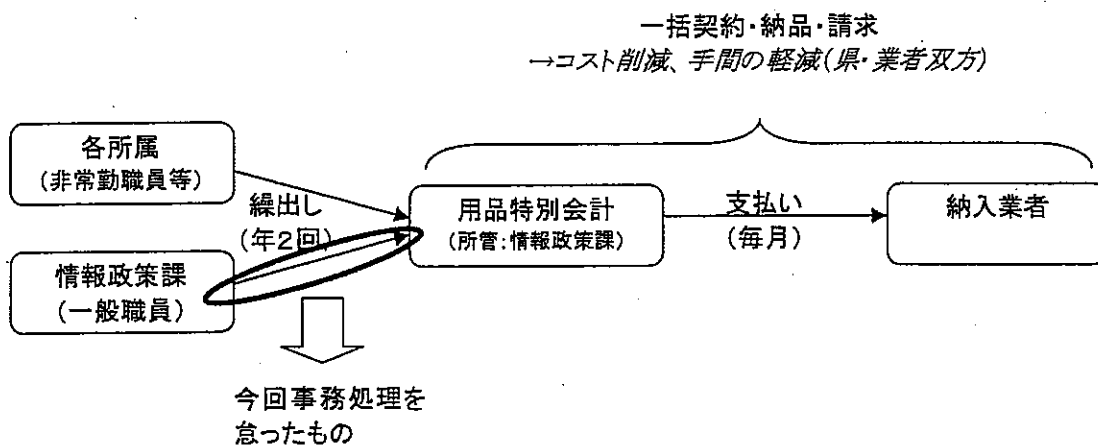 一括契約・納品・請求
→コスト削減、手間の軽減(県・業者双方)
各所属
(非常勤職員等)
繰出し
(年2回)
情報政策課
(一般職員)
用品特別会計
(所管:情報政策課)
支払い
(毎月)
納入業者
今回事務処理を
怠ったもの